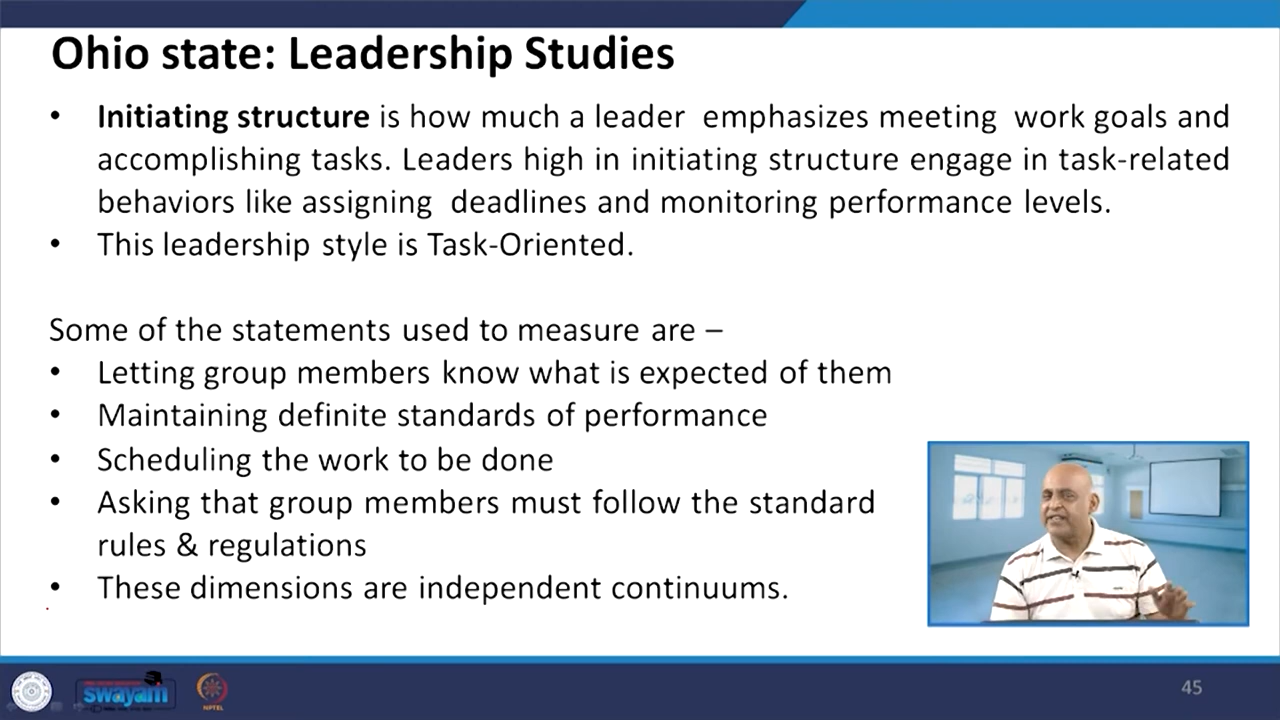 Ohio state: Leadership Studies
• Initiating structure is how much a leader emphasizes meeting work goals and
accomplishing tasks. Leaders high in initiating structure engage in task-related
behaviors like assigning deadlines and monitoring performance levels.
• This leadership style is Task-Oriented.
Some of the statements used to measure are –
• Letting group members know what is expected of them
• Maintaining definite standards of performance
• Scheduling the work to be done
• Asking that group members must follow the standard
rules & regulations
• These dimensions are independent continuums.
swayam
NPTEL
45